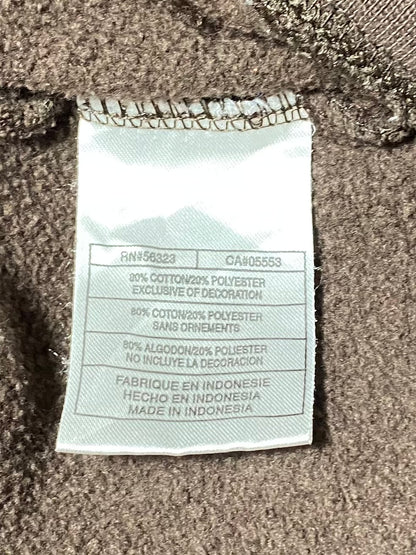 RN#56323 CA#05553
80% COTTON/20% POLYESTER
EXCLUSIVE OF DECORATION
80% COTON/20% POLYESTER
SANS ORNEMENTS
80% ALGODON/20% POLIESTER
NO INCLUYE LA DECORACION
FABRIQUE EN INDONESIE
HECHO EN INDONESIA
MADE IN INDONESIA